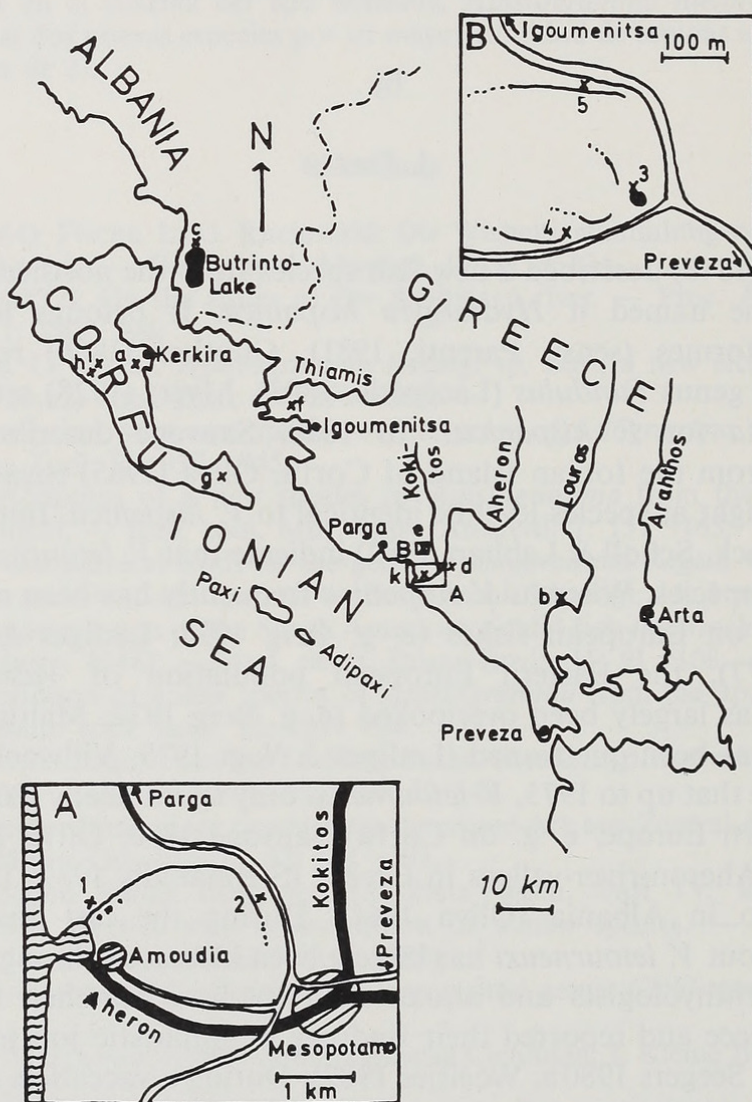 B
Igoumenitsa
100 m
5
3
4
Preveza
ALBANIA
N
c
Butrinto-
Lake
CORFU
h
i
a
Kerkira
g
GREECE
Thiamis
f
Igoumenitsa
Koki-
tos
Aheron
Louros
Arahthos
Parga
e
B
k
d
A
b
Arta
IONIAN
SEA
Paxi
Adipaxi
Preveza
10 km
A
Parga
1
2
Kokitos
Preveza
Amoudia
Aheron
Mesopotamo
1 km